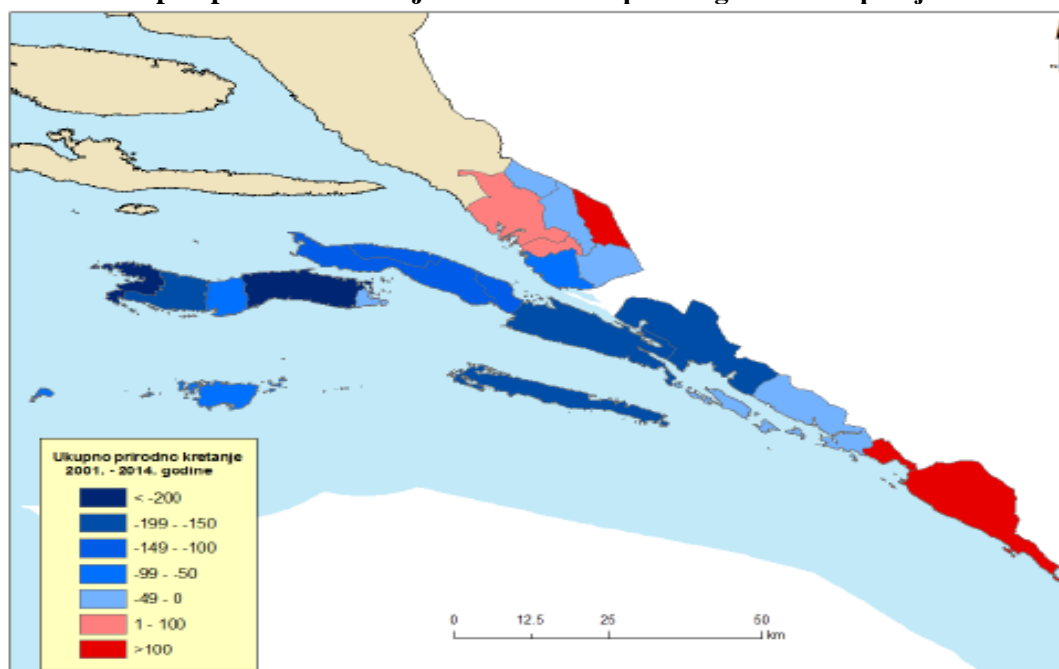 Ukupno prirodno kretanje
2001. - 2014. godine
< -200
-199 - -150
-149 - -100
-99 - -50
-49 - 0
1 - 100
>100
0 12.5 25 50
km